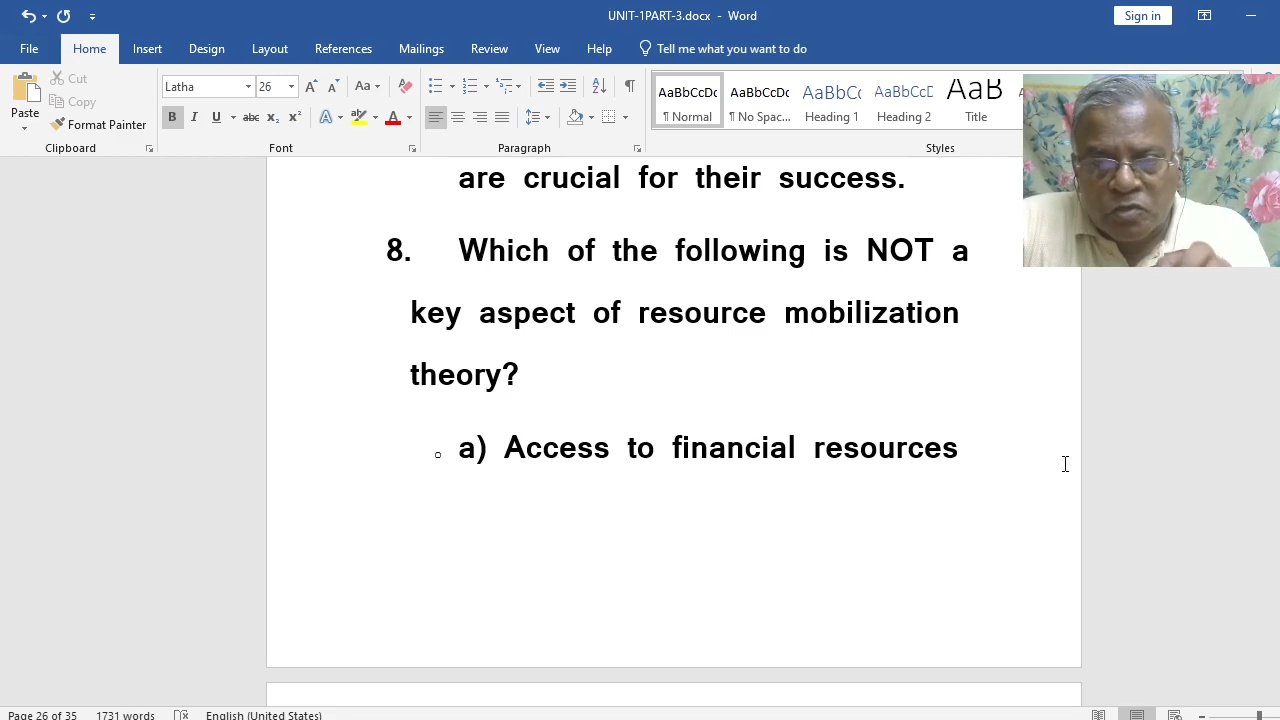 UNIT-1PART-3.docx - Word
Sign in
File Home Insert Design Layout References Mailings Review View Help Tell me what you want to do
Cut
Copy
Paste
Format Painter
Latha 26
AaBbCcDc AaBbCcDc AaBbCc AaBbCcD AaB
¶ Normal ¶ No Spac... Heading 1 Heading 2 Title
Clipboard Font Paragraph Styles
are crucial for their success.
8. Which of the following is NOT a
key aspect of resource mobilization
theory?
a) Access to financial resources
Page 26 of 35 1731 words English (United States)